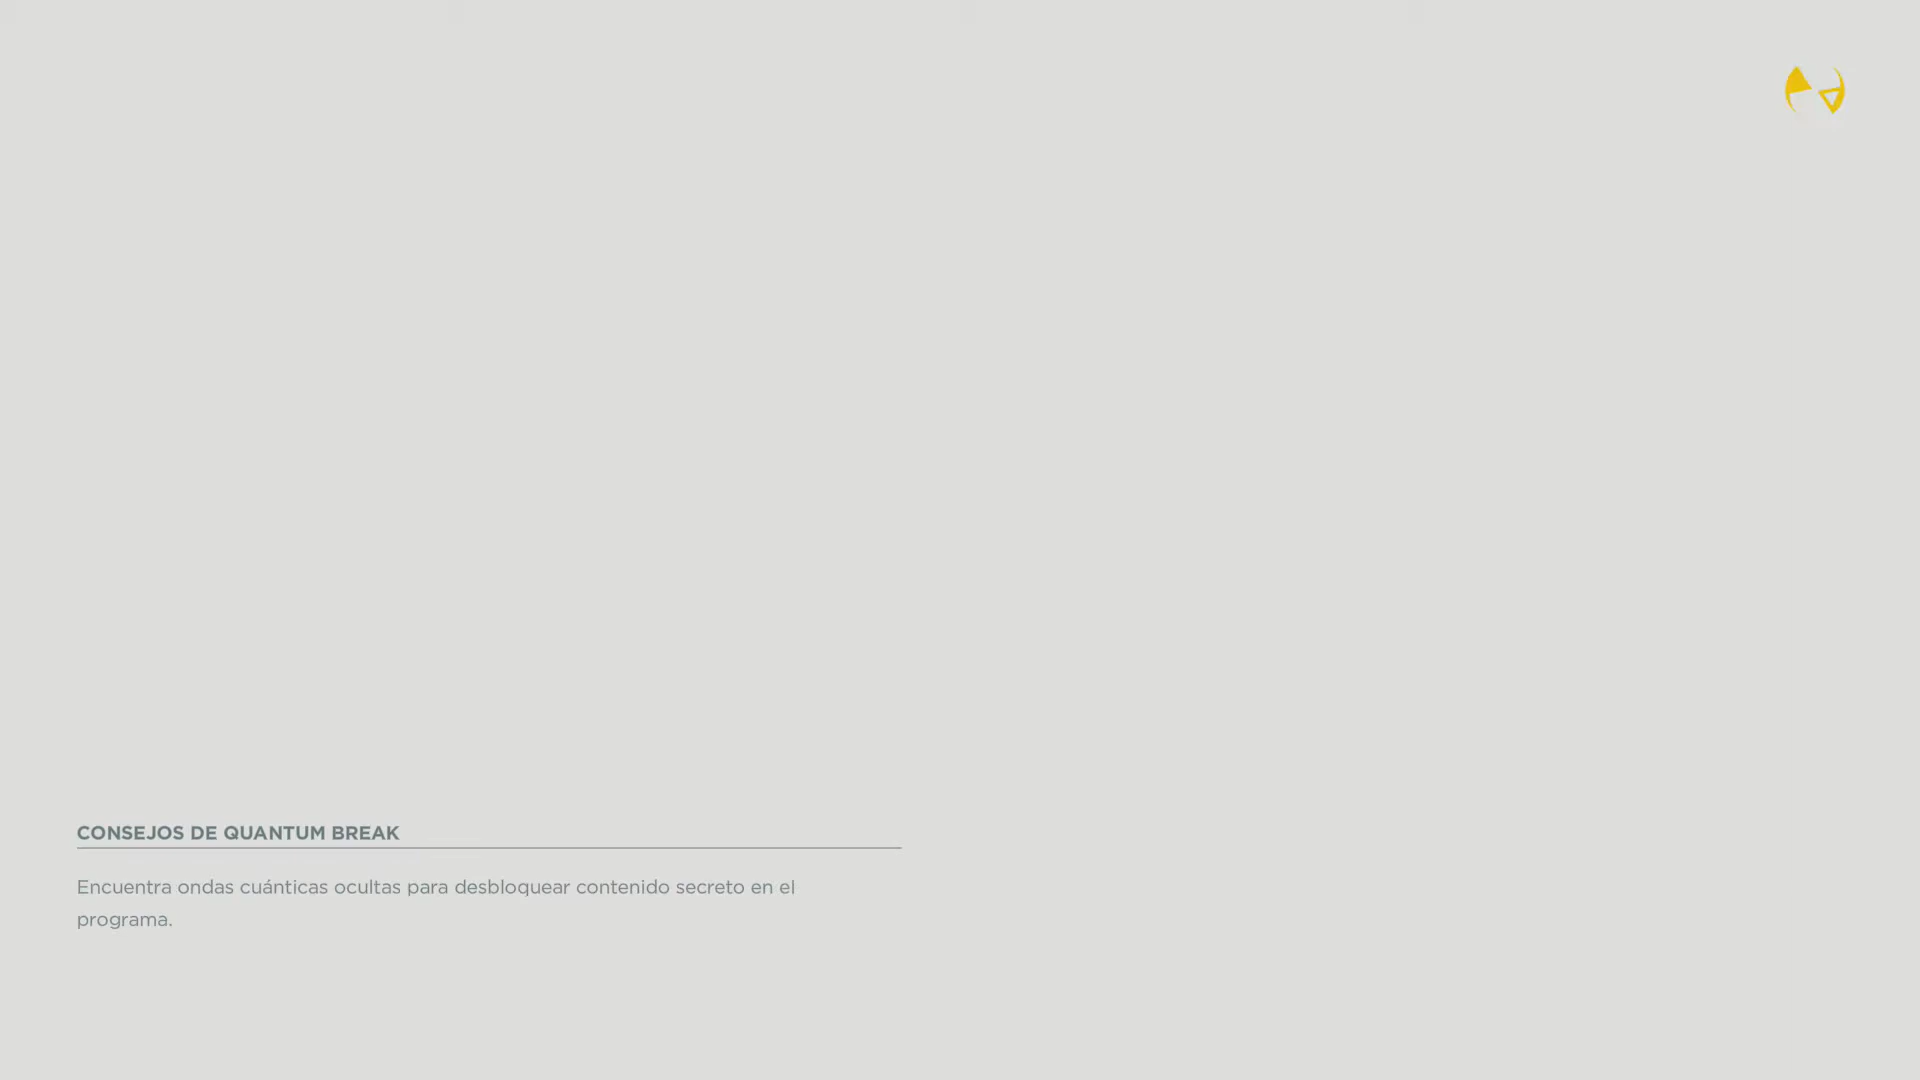 CONSEJOS DE QUANTUM BREAK
Encuentra ondas cuánticas ocultas para desbloquear contenido secreto en el
programa.